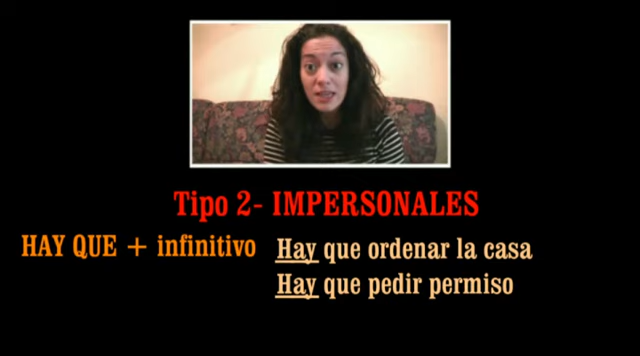 Tipo 2- IMPERSONALES
HAY QUE + infinitivo
Hay que ordenar la casa
Hay que pedir permiso